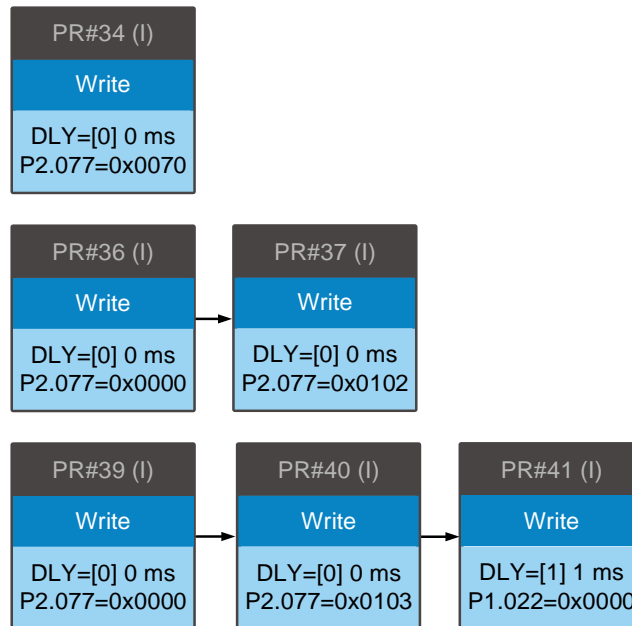 PR#34 (I)
Write
DLY=[0] 0 ms
P2.077=0x0070
PR#36 (I)
Write
DLY=[0] 0 ms
P2.077=0x0000
PR#37 (I)
Write
DLY=[0] 0 ms
P2.077=0x0102
PR#39 (I)
Write
DLY=[0] 0 ms
P2.077=0x0000
PR#40 (I)
Write
DLY=[0] 0 ms
P2.077=0x0103
PR#41 (I)
Write
DLY=[1] 1 ms
P1.022=0x0000